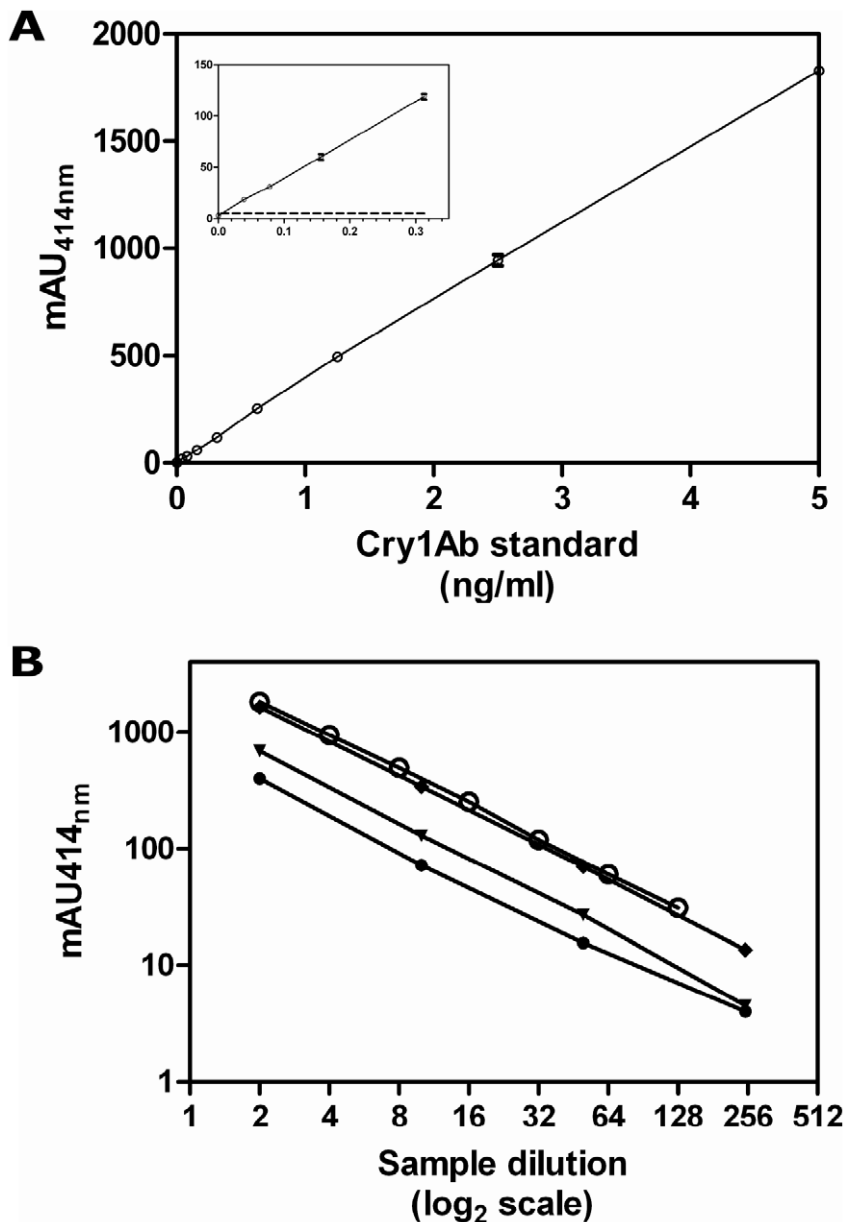 A
2000
1500
1000
500
0
mAU414nm
150
100
50
0
0.0 0.1 0.2 0.3
0 1 2 3 4 5
Cry1Ab standard
(ng/ml)
B
1000
100
10
1
mAU414nm
1 2 4 8 16 32 64 128 256 512
Sample dilution
(log2 scale)